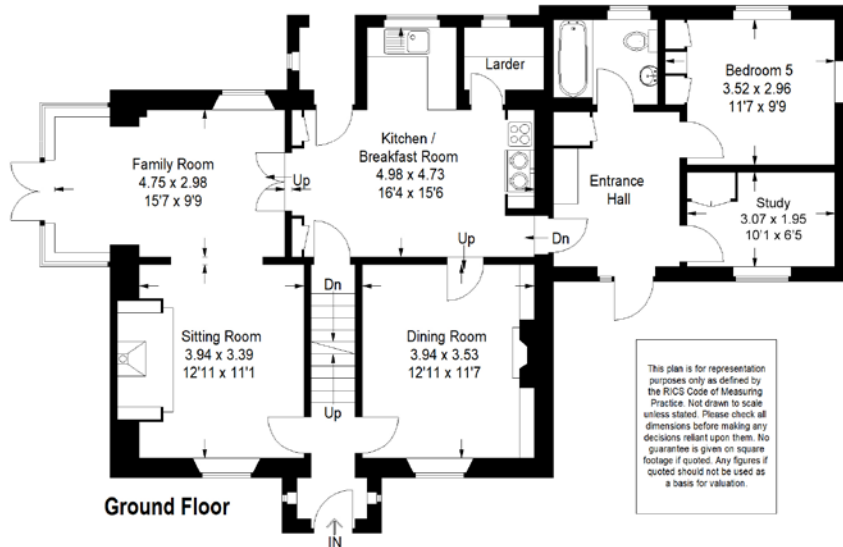 Larder
Bedroom 5
3.52 x 2.96
11'7 x 9'9
Kitchen /
Breakfast Room
4.98 x 4.73
16'4 x 15'6
Family Room
4.75 x 2.98
15'7 x 9'9
Up
Entrance
Hall
Study
3.07 x 1.95
10'1 x 6'5
Up
Dn
Dn
Sitting Room
3.94 x 3.39
12'11 x 11'1
Dining Room
3.94 x 3.53
12'11 x 11'7
Up
This plan is for representation
purposes only as defined by
the RICS Code of Measuring
Practice. Not drawn to scale
unless stated. Please check all
dimensions before making any
decisions reliant upon them. No
guarantee is given on square
footage if quoted. Any figures if
quoted should not be used as
a basis for valuation.
Ground Floor
IN